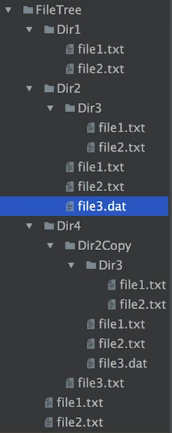 FileTree
Dir1
file1.txt
file2.txt
Dir2
Dir3
file1.txt
file2.txt
file1.txt
file2.txt
file3.dat
Dir4
Dir2Copy
Dir3
file1.txt
file2.txt
file1.txt
file2.txt
file3.dat
file3.txt
file1.txt
file2.txt